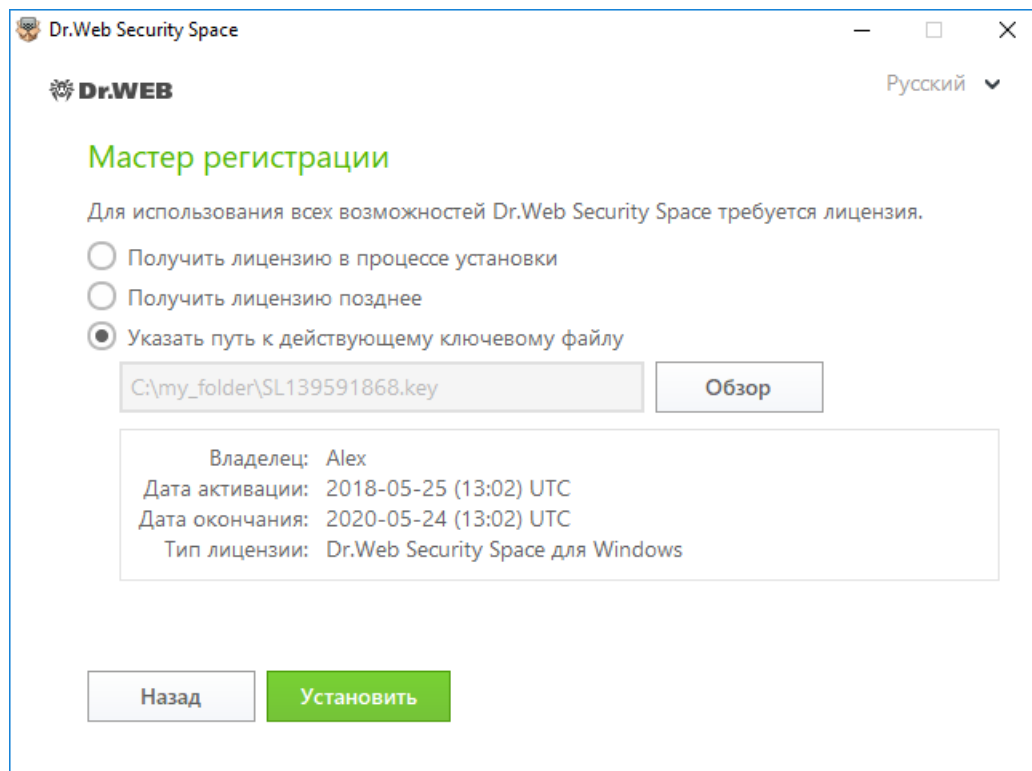 Dr.Web Security Space
Dr.WEB
Русский
Мастер регистрации
Для использования всех возможностей Dr.Web Security Space требуется лицензия.
Получить лицензию в процессе установки
Получить лицензию позднее
Указать путь к действующему ключевому файлу
C:\my_folder\SL139591868.key
Обзор
Владелец: Alex
Дата активации: 2018-05-25 (13:02) UTC
Дата окончания: 2020-05-24 (13:02) UTC
Тип лицензии: Dr.Web Security Space для Windows
Назад
Установить